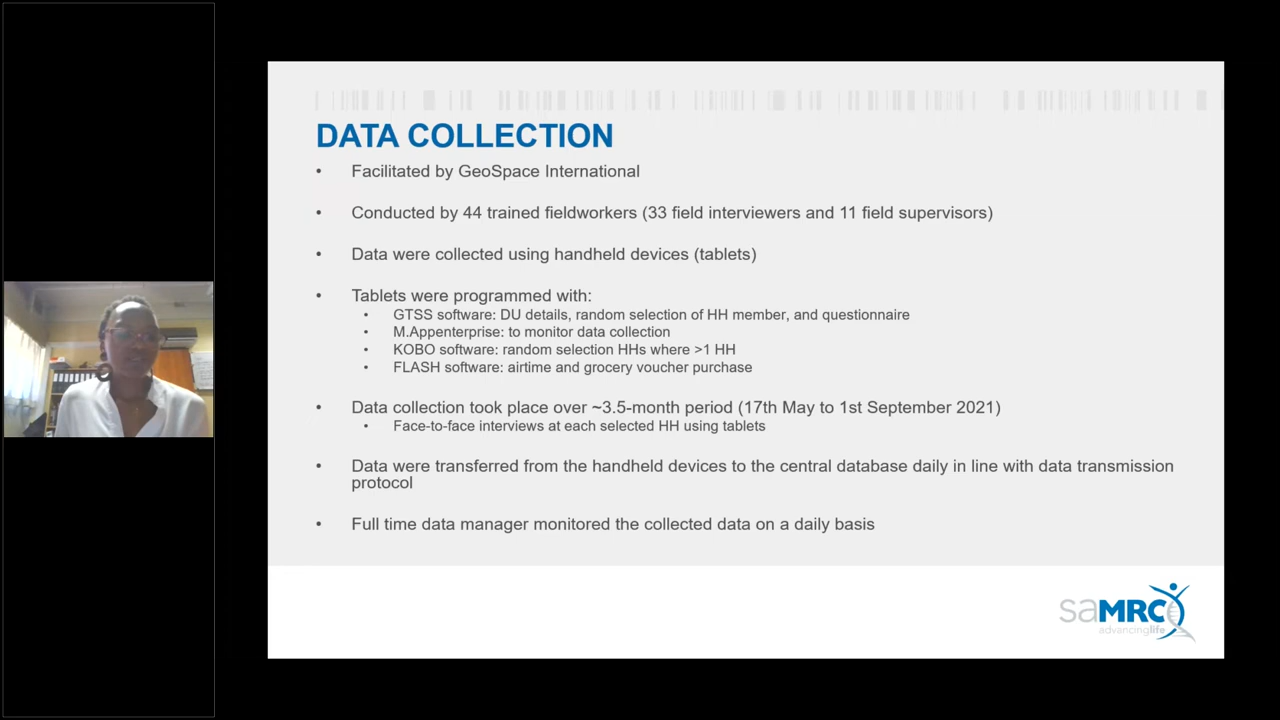 DATA COLLECTION
• Facilitated by GeoSpace International
• Conducted by 44 trained fieldworkers (33 field interviewers and 11 field supervisors)
• Data were collected using handheld devices (tablets)
• Tablets were programmed with:
• GTSS software: DU details, random selection of HH member, and questionnaire
• M.Appenterprise: to monitor data collection
• KOBO software: random selection HHs where >1 HH
• FLASH software: airtime and grocery voucher purchase
• Data collection took place over ~3.5-month period (17th May to 1st September 2021)
• Face-to-face interviews at each selected HH using tablets
• Data were transferred from the handheld devices to the central database daily in line with data transmission
protocol
• Full time data manager monitored the collected data on a daily basis
saMRC
advancinglife